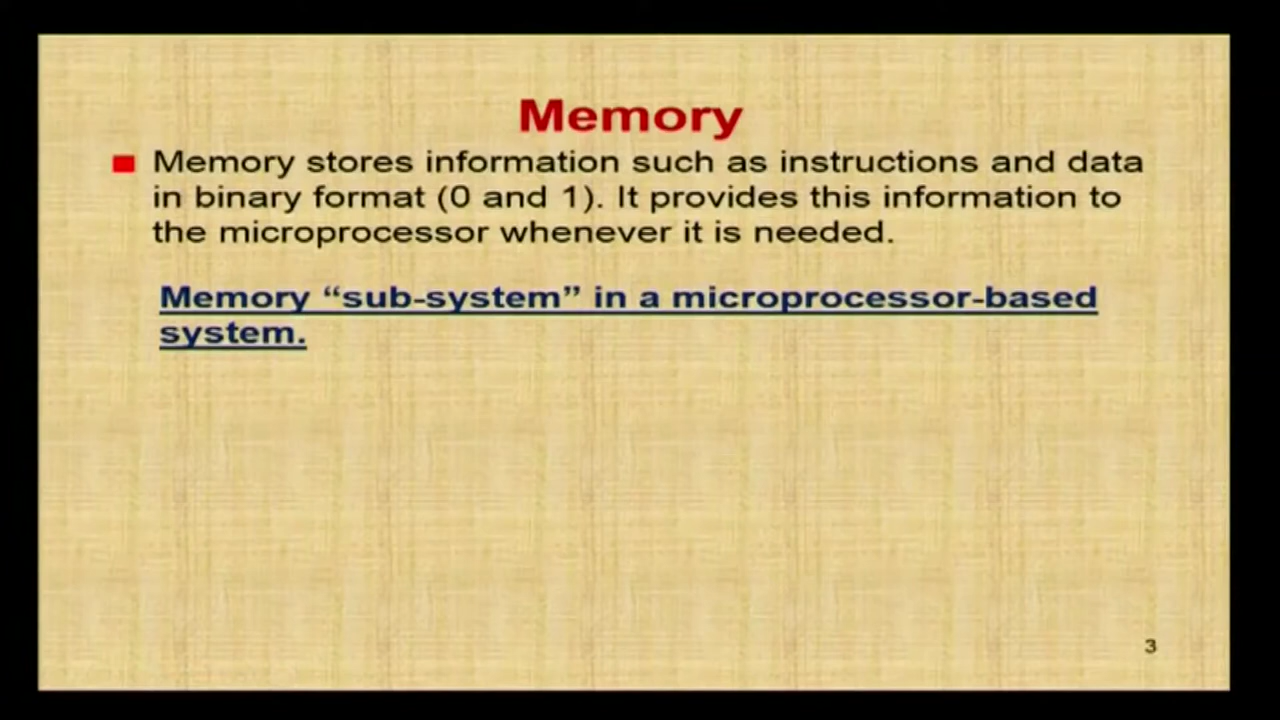 Memory
Memory stores information such as instructions and data
in binary format (0 and 1). It provides this information to
the microprocessor whenever it is needed.
Memory “sub-system” in a microprocessor-based
system.
3